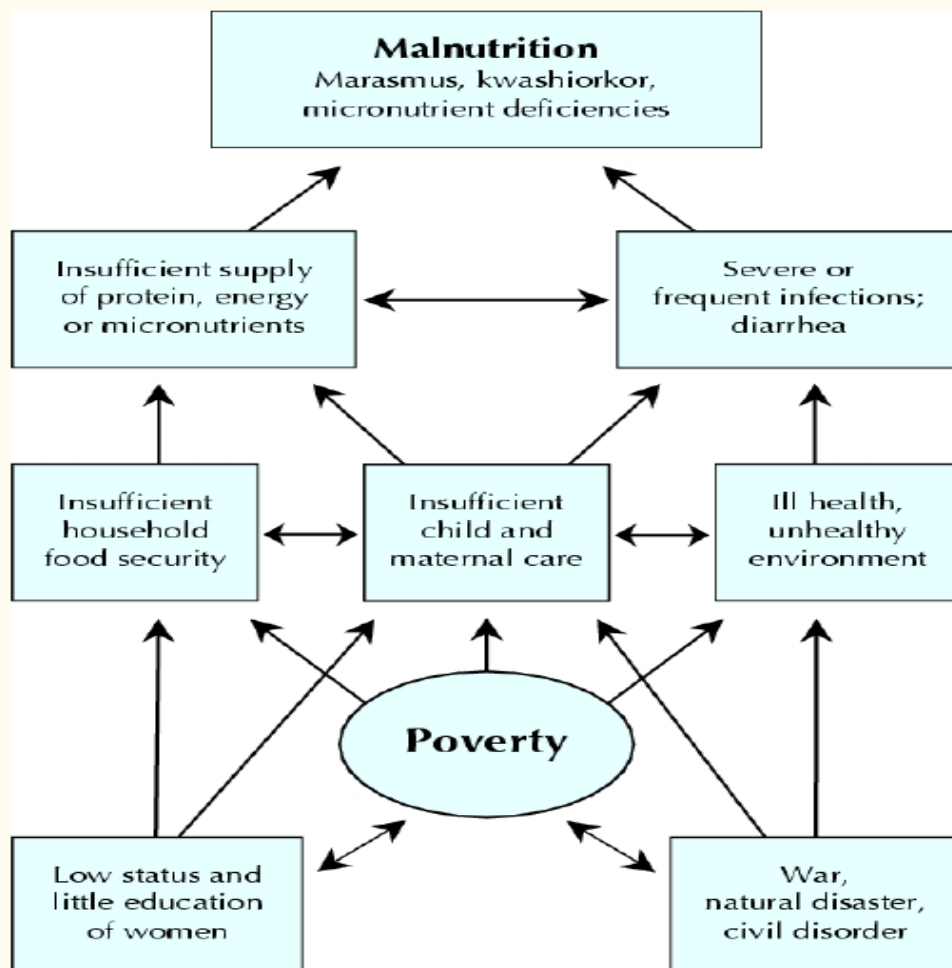 Malnutrition
Marasmus, kwashiorkor,
micronutrient deficiencies
Insufficient supply
of protein, energy
or micronutrients
Severe or
frequent infections;
diarrhea
Insufficient
household
food security
Insufficient
child and
maternal care
Ill health,
unhealthy
environment
Poverty
Low status and
little education
of women
War,
natural disaster,
civil disorder